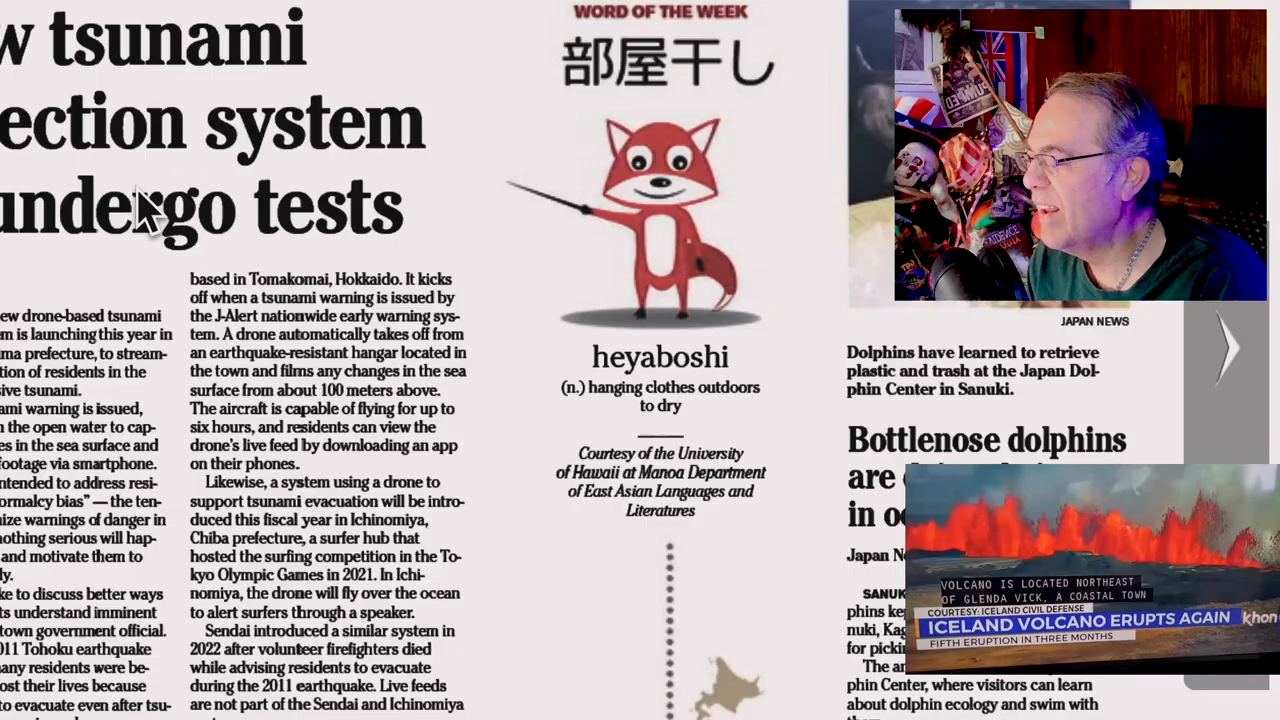 w tsunami
ection system
undergo tests
ew drone-based tsunami
em is launching this year in
ima prefecture, to stream-
tion of residents in the
sive tsunami.
ami warning is issued,
n the open water to cap-
es in the sea surface and
footage via smartphone.
ntended to address resi-
ormalcy bias" — the ten-
nize warnings of danger in
nothing serious will hap-
and motivate them to
ly.
ke to discuss better ways
ts understand imminent
town government official.
011 Tohoku earthquake
many residents were be-
ost their lives because
to evacuate even after tsu-
based in Tomakomai, Hokkaido. It kicks
off when a tsunami warning is issued by
the J-Alert nationwide early warning sys-
tem. A drone automatically takes off from
an earthquake-resistant hangar located in
the town and films any changes in the sea
surface from about 100 meters above.
The aircraft is capable of flying for up to
six hours, and residents can view the
drone's live feed by downloading an app
on their phones.
Likewise, a system using a drone to
support tsunami evacuation will be intro-
duced this fiscal year in Ichinomiya,
Chiba prefecture, a surfer hub that
hosted the surfing competition in the To-
kyo Olympic Games in 2021. In Ichi-
nomiya, the drone will fly over the ocean
to alert surfers through a speaker.
Sendai introduced a similar system in
2022 after volunteer firefighters died
while advising residents to evacuate
during the 2011 earthquake. Live feeds
are not part of the Sendai and Ichinomiya
WORD OF THE WEEK
部屋干し
heyaboshi
(n.) hanging clothes outdoors
to dry
Courtesy of the University
of Hawaii at Manoa Department
of East Asian Languages and
Literatures
JAPAN NEWS
Dolphins have learned to retrieve
plastic and trash at the Japan Dol-
phin Center in Sanuki.
Bottlenose dolphins
are
in
Japan
phins
nuki,
for
The
phin Center, where visitors can learn
about dolphin ecology and swim with
VOLCANO IS LOCATED NORTHEAST
OF GLENDA VICK, A COASTAL TOWN
COURTESY: ICELAND CIVIL DEFENSE
ICELAND VOLCANO ERUPTS AGAIN
khon
FIFTH ERUPTION IN THREE MONTHS